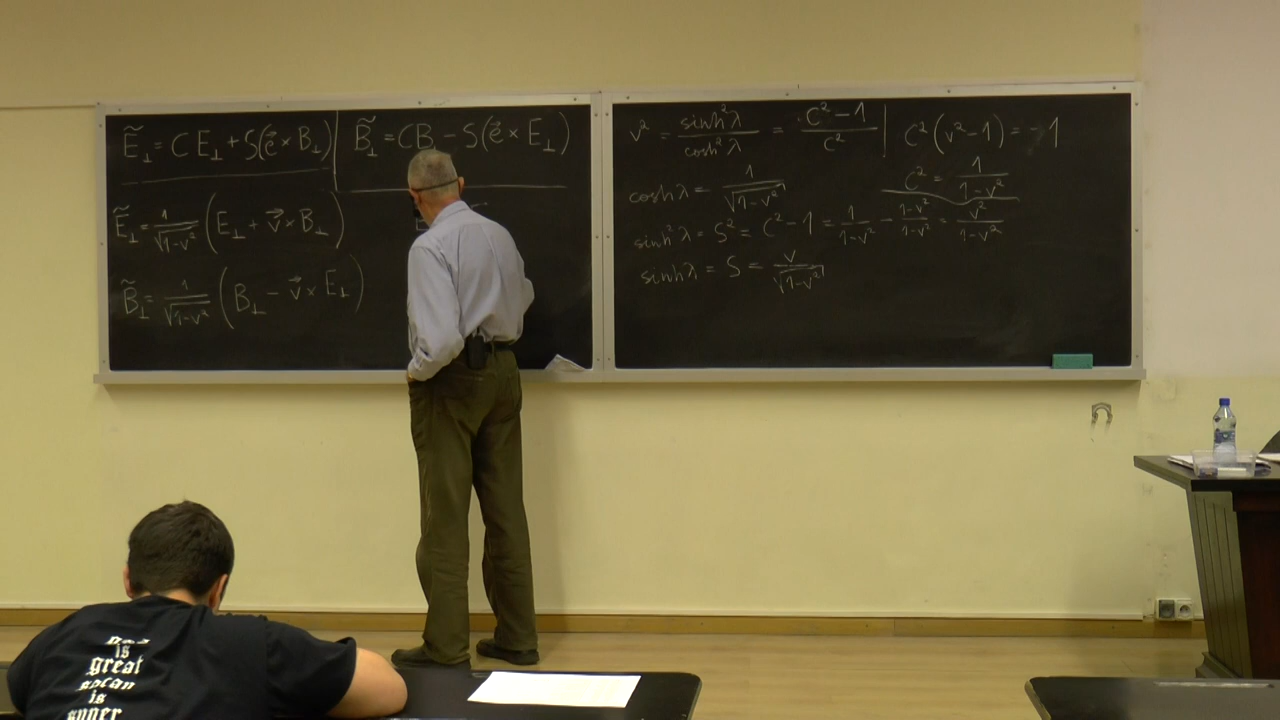 Ẽ⊥ = C E⊥ + S(e⃗ × B⊥)
B̃⊥ = C B⊥ − S(e⃗ × E⊥)
Ẽ⊥ = 1/√(1−v²) (E⊥ + v⃗ × B⊥)
B̃⊥ = 1/√(1−v²) (B⊥ − v⃗ × E⊥)
E
v² = sinh²λ / cosh²λ = (C²−1) / C²
C²(v²−1) = −1
C² = 1/(1−v²)
coshλ = 1/√(1−v²)
sinh²λ = S² = C²−1 = 1/(1−v²) − (1−v²)/(1−v²) = v²/(1−v²)
sinhλ = S = v/√(1−v²)
is
great
is